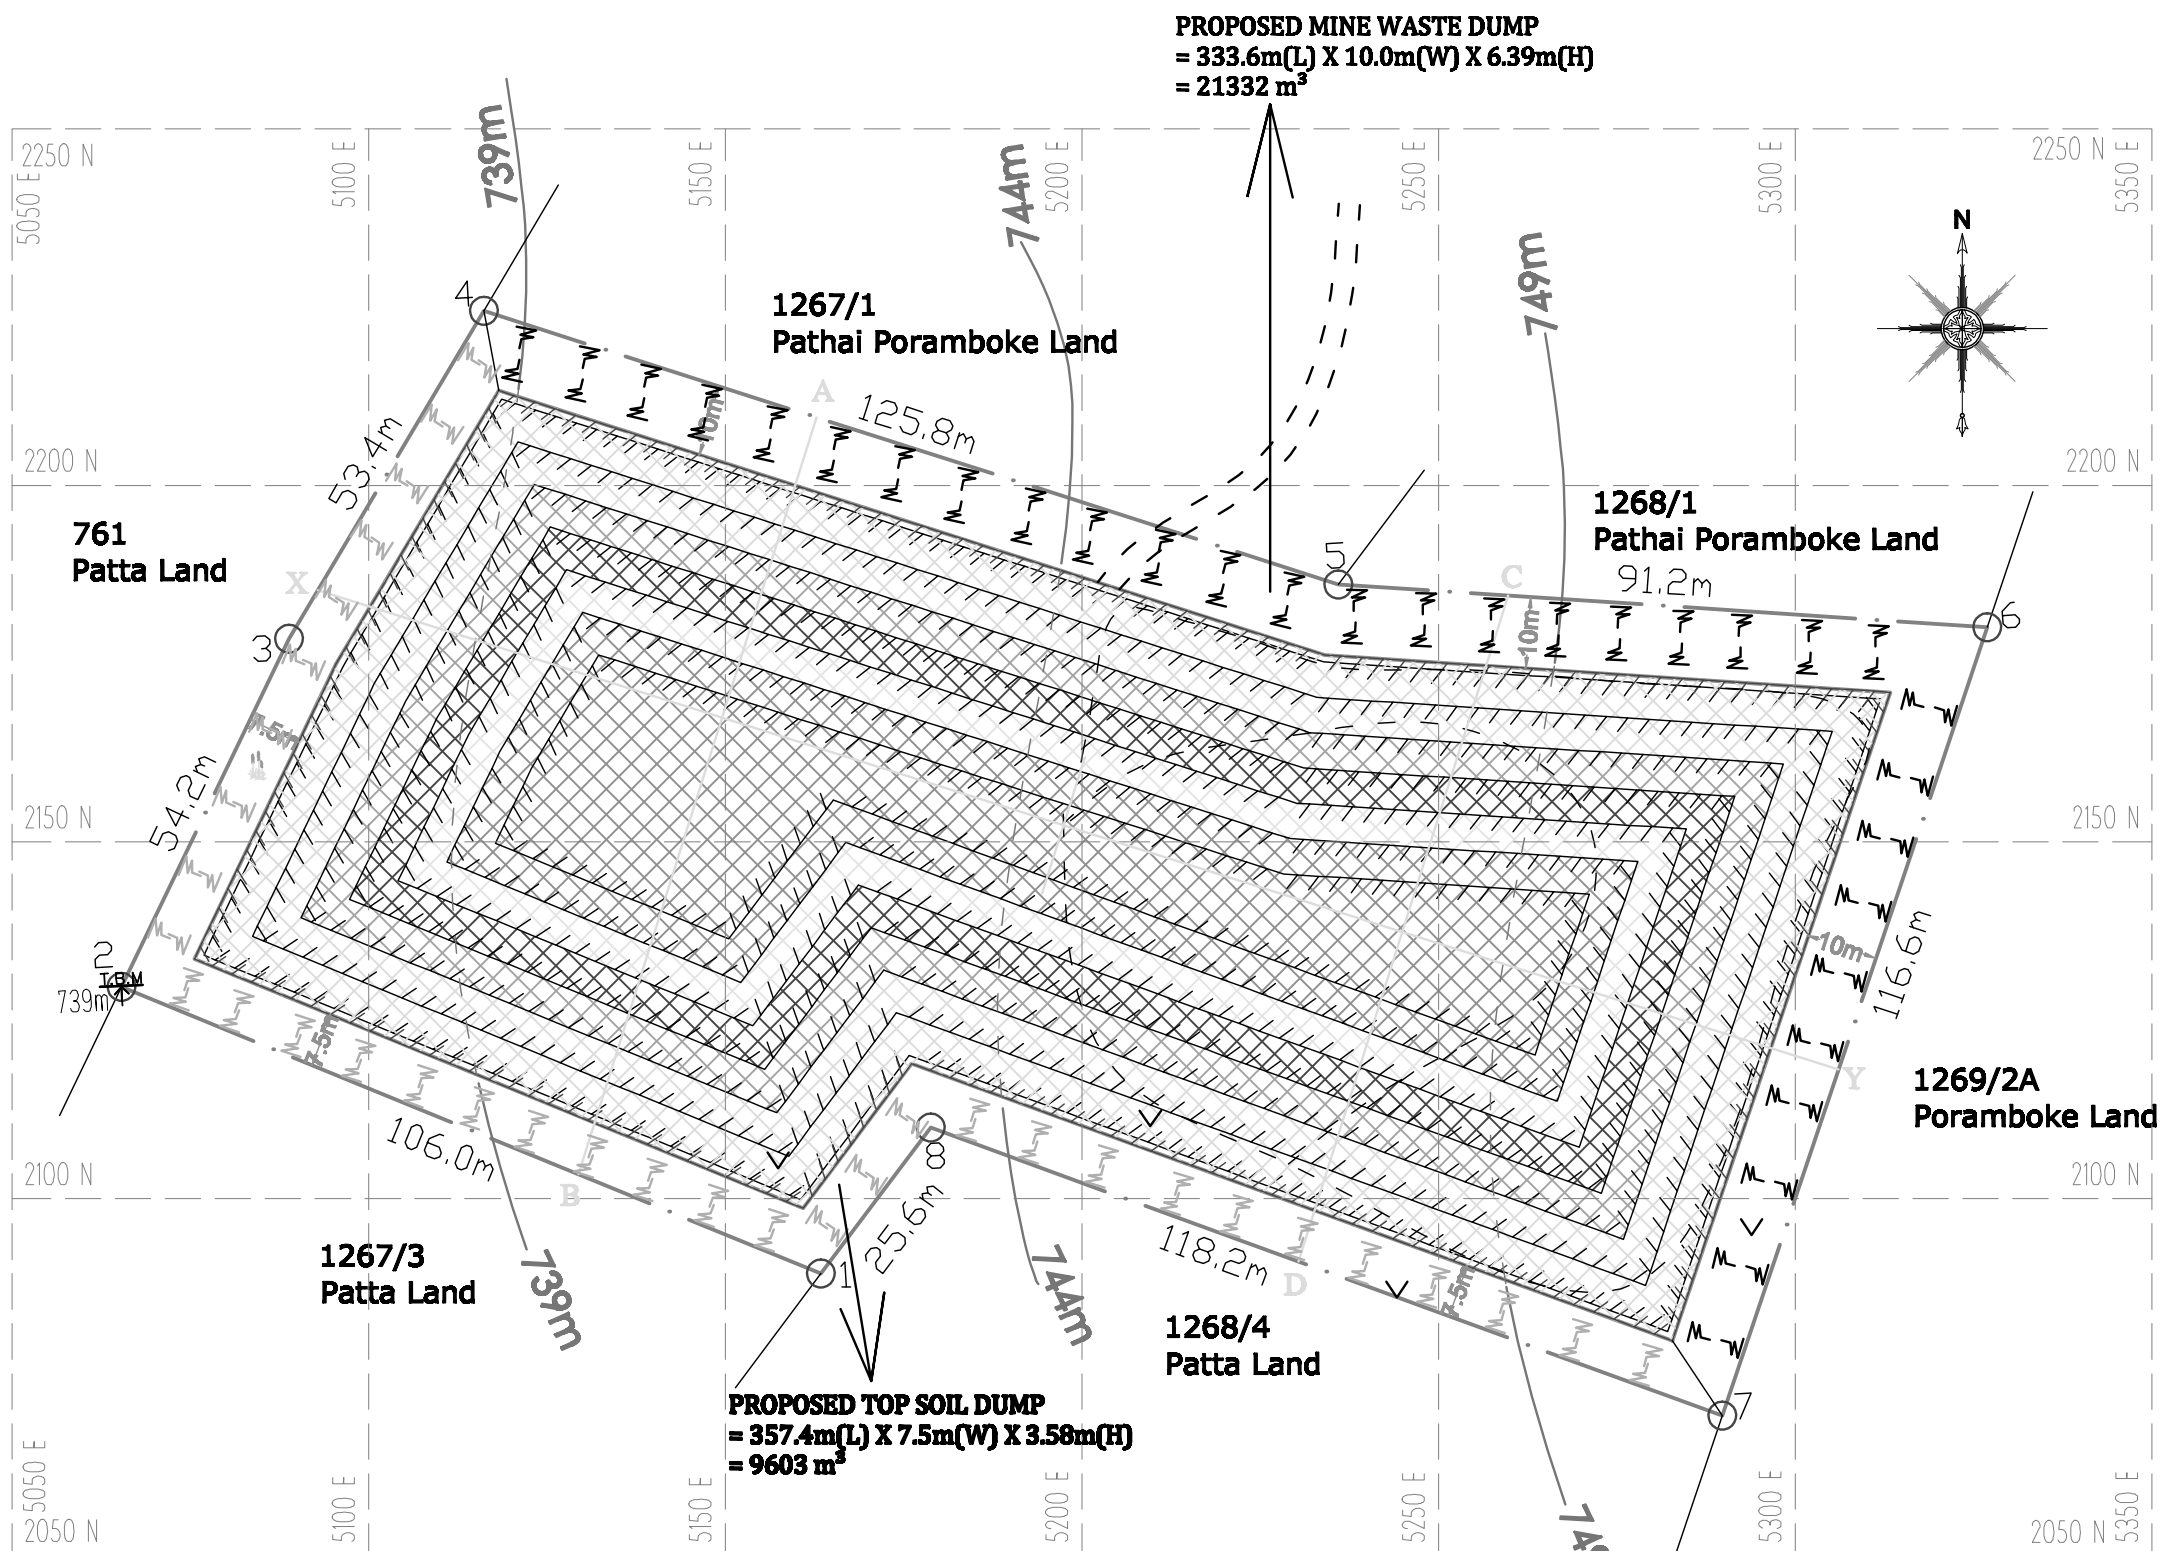 PROPOSED MINE WASTE DUMP
= 333.6m(L) X 10.0m(W) X 6.39m(H)
= 21332 m³
2250 N
5050 E
5100 E
5150 E
5200 E
5250 E
5300 E
2250 N
5350 E
739m
744m
749m
N
4
1267/1
Pathai Poramboke Land
A
10m
125.8m
53.4m
2200 N
2200 N
1268/1
Pathai Poramboke Land
761
Patta Land
5
C
91.2m
X
10m
6
3
7.5m
54.2m
2150 N
2150 N
2
T.B.M
739m
10m
116.6m
7.5m
Y
1269/2A
Poramboke Land
106.0m
8
2100 N
2100 N
B
25.6m
118.2m
1267/3
Patta Land
1
D
7.5m
739m
744m
1268/4
Patta Land
7
PROPOSED TOP SOIL DUMP
= 357.4m(L) X 7.5m(W) X 3.58m(H)
= 9603 m³
5050 E
2050 N
5100 E
5150 E
5200 E
5250 E
5300 E
2050 N
5350 E